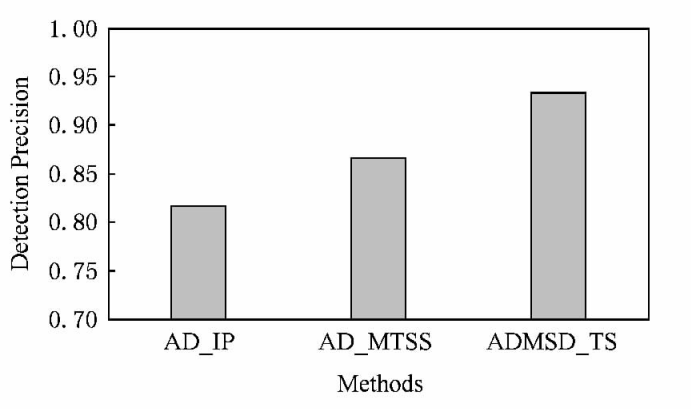 1.00
0.95
0.90
0.85
0.80
0.75
0.70
Detection Precision
AD_IP AD_MTSS ADMSD_TS
Methods